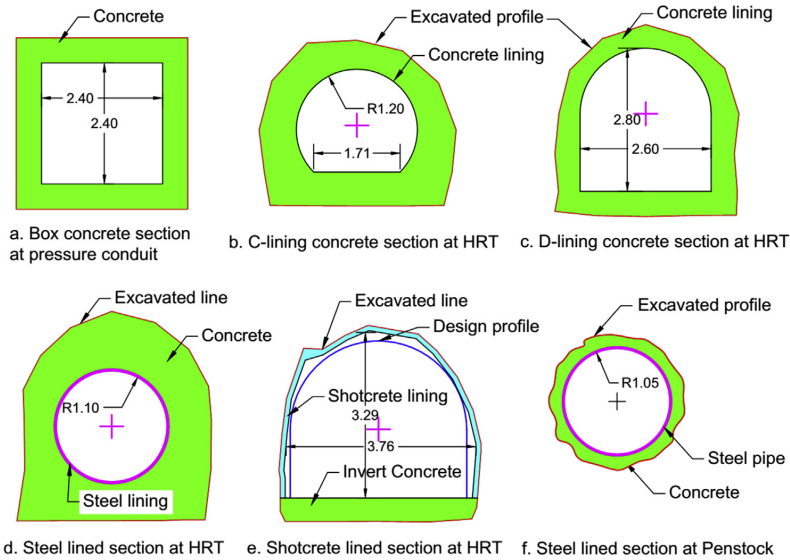 Concrete
2.40
2.40
a. Box concrete section
at pressure conduit
Excavated profile
Concrete lining
R1.20
1.71
b. C-lining concrete section at HRT
Concrete lining
2.80
2.60
c. D-lining concrete section at HRT
Excavated line
Concrete
R1.10
Steel lining
d. Steel lined section at HRT
Excavated line
Design profile
Shotcrete lining
3.29
3.76
Invert Concrete
e. Shotcrete lined section at HRT
Excavated profile
R1.05
Steel pipe
Concrete
f. Steel lined section at Penstock